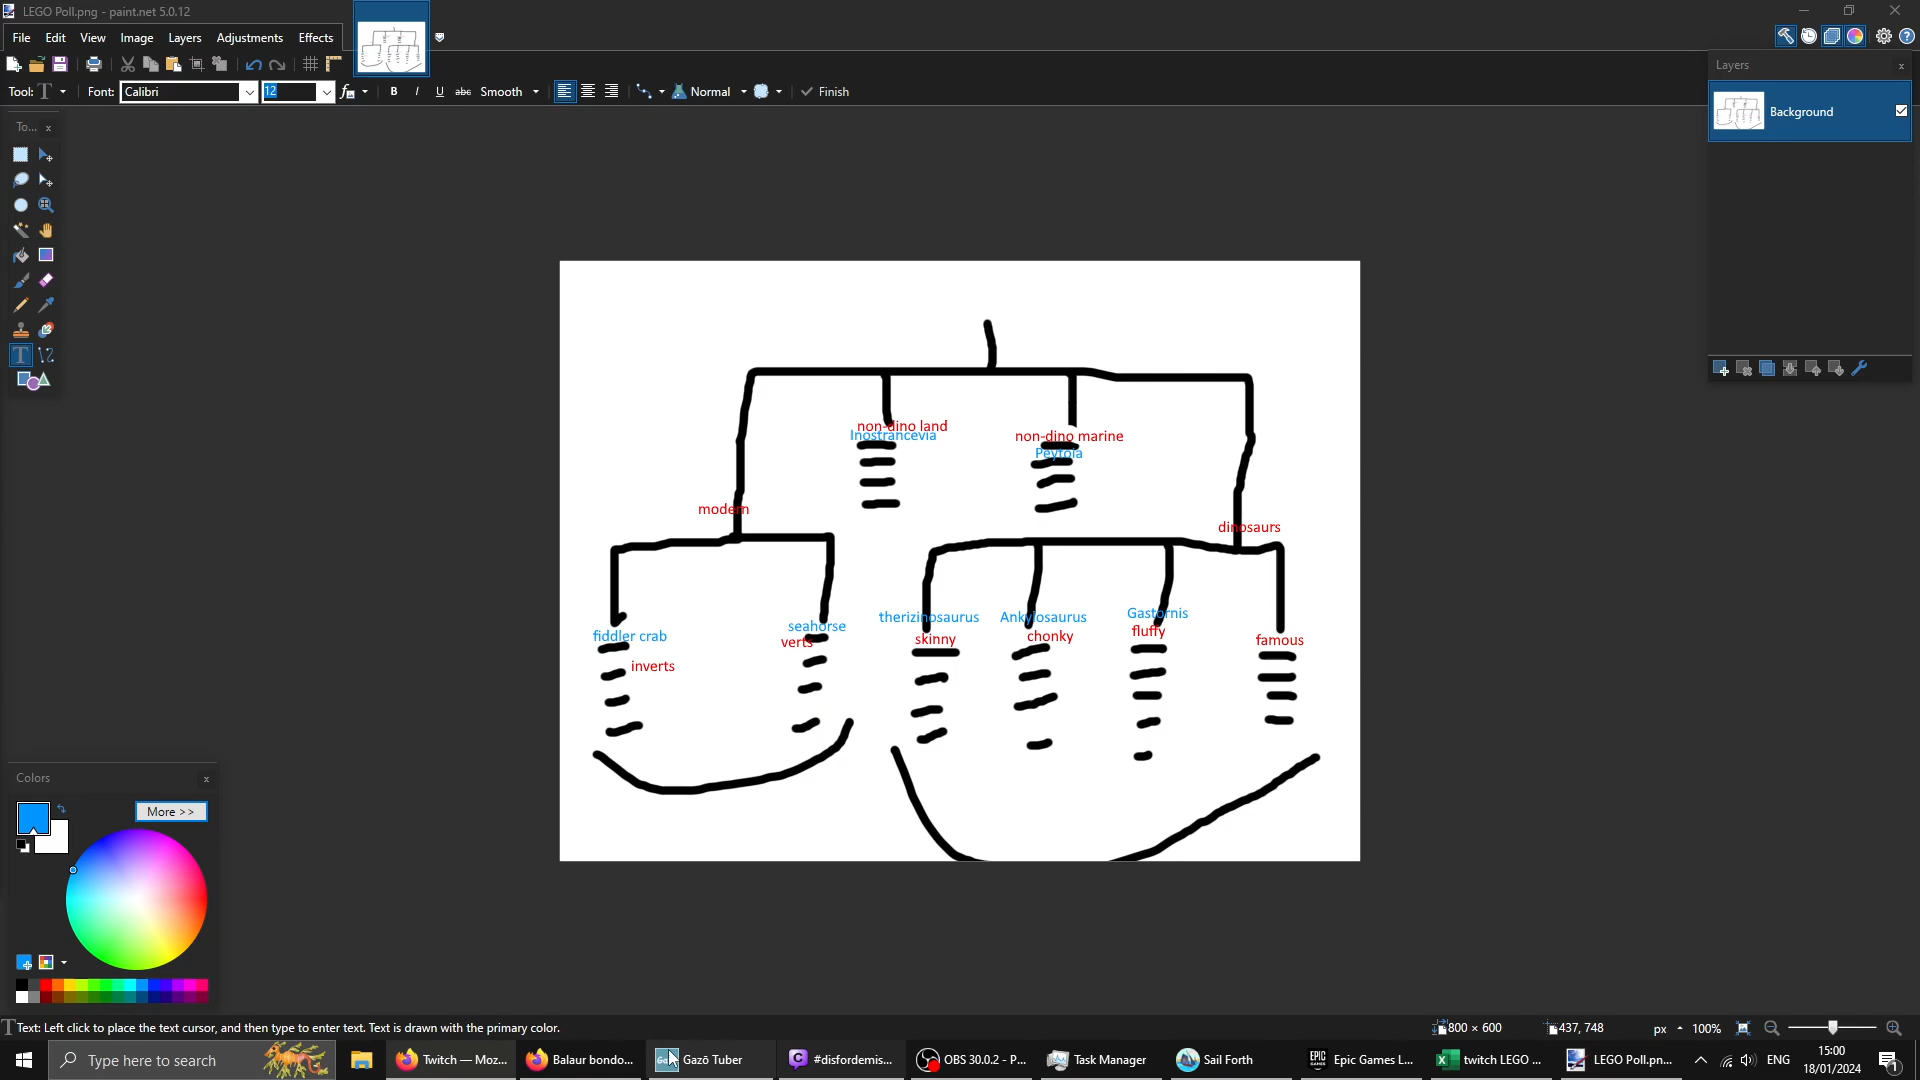 LEGO Poll.png - paint.net 5.0.12
File Edit View Image Layers Adjustments Effects
Tool: T Font: Calibri 12 B I U abc Smooth Normal Finish
Layers
Background
To...
non-dino land
Inostrancevia
non-dino marine
Peytoia
modern
dinosaurs
therizinosaurus Ankylosaurus Gastornis
fiddler crab seahorse
skinny chonky fluffy famous
verts
inverts
Colors
More >>
Text: Left click to place the text cursor, and then type to enter text. Text is drawn with the primary color.
800 × 600 437, 748 px 100%
Type here to search
Twitch — Moz... Balaur bondo... Gazō Tuber #disfordemis... OBS 30.0.2 - P... Task Manager Sail Forth Epic Games L... twitch LEGO ... LEGO Poll.pn... ENG
15:00
18/01/2024